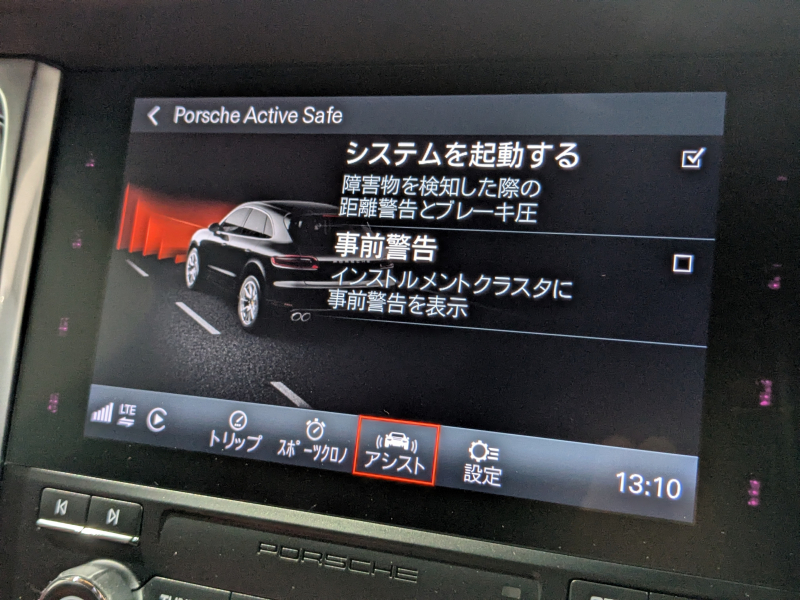 Porsche Active Safe
システムを起動する
障害物を検知した際の
距離警告とブレーキ圧
事前警告
インストルメントクラスタに
事前警告を表示
LTE
トリップ
スポーツクロノ
アシスト
設定
13:10
PORSCHE